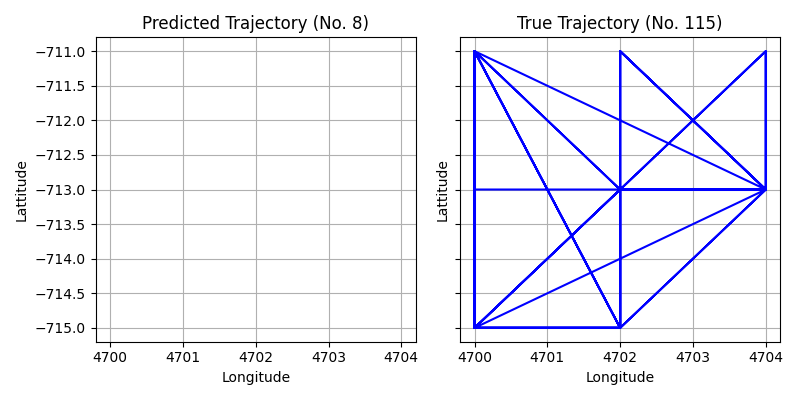 Predicted Trajectory (No. 8)
True Trajectory (No. 115)
Lattitude
−711.0
−711.5
−712.0
−712.5
−713.0
−713.5
−714.0
−714.5
−715.0
4700 4701 4702 4703 4704
Longitude
Lattitude
4700 4701 4702 4703 4704
Longitude